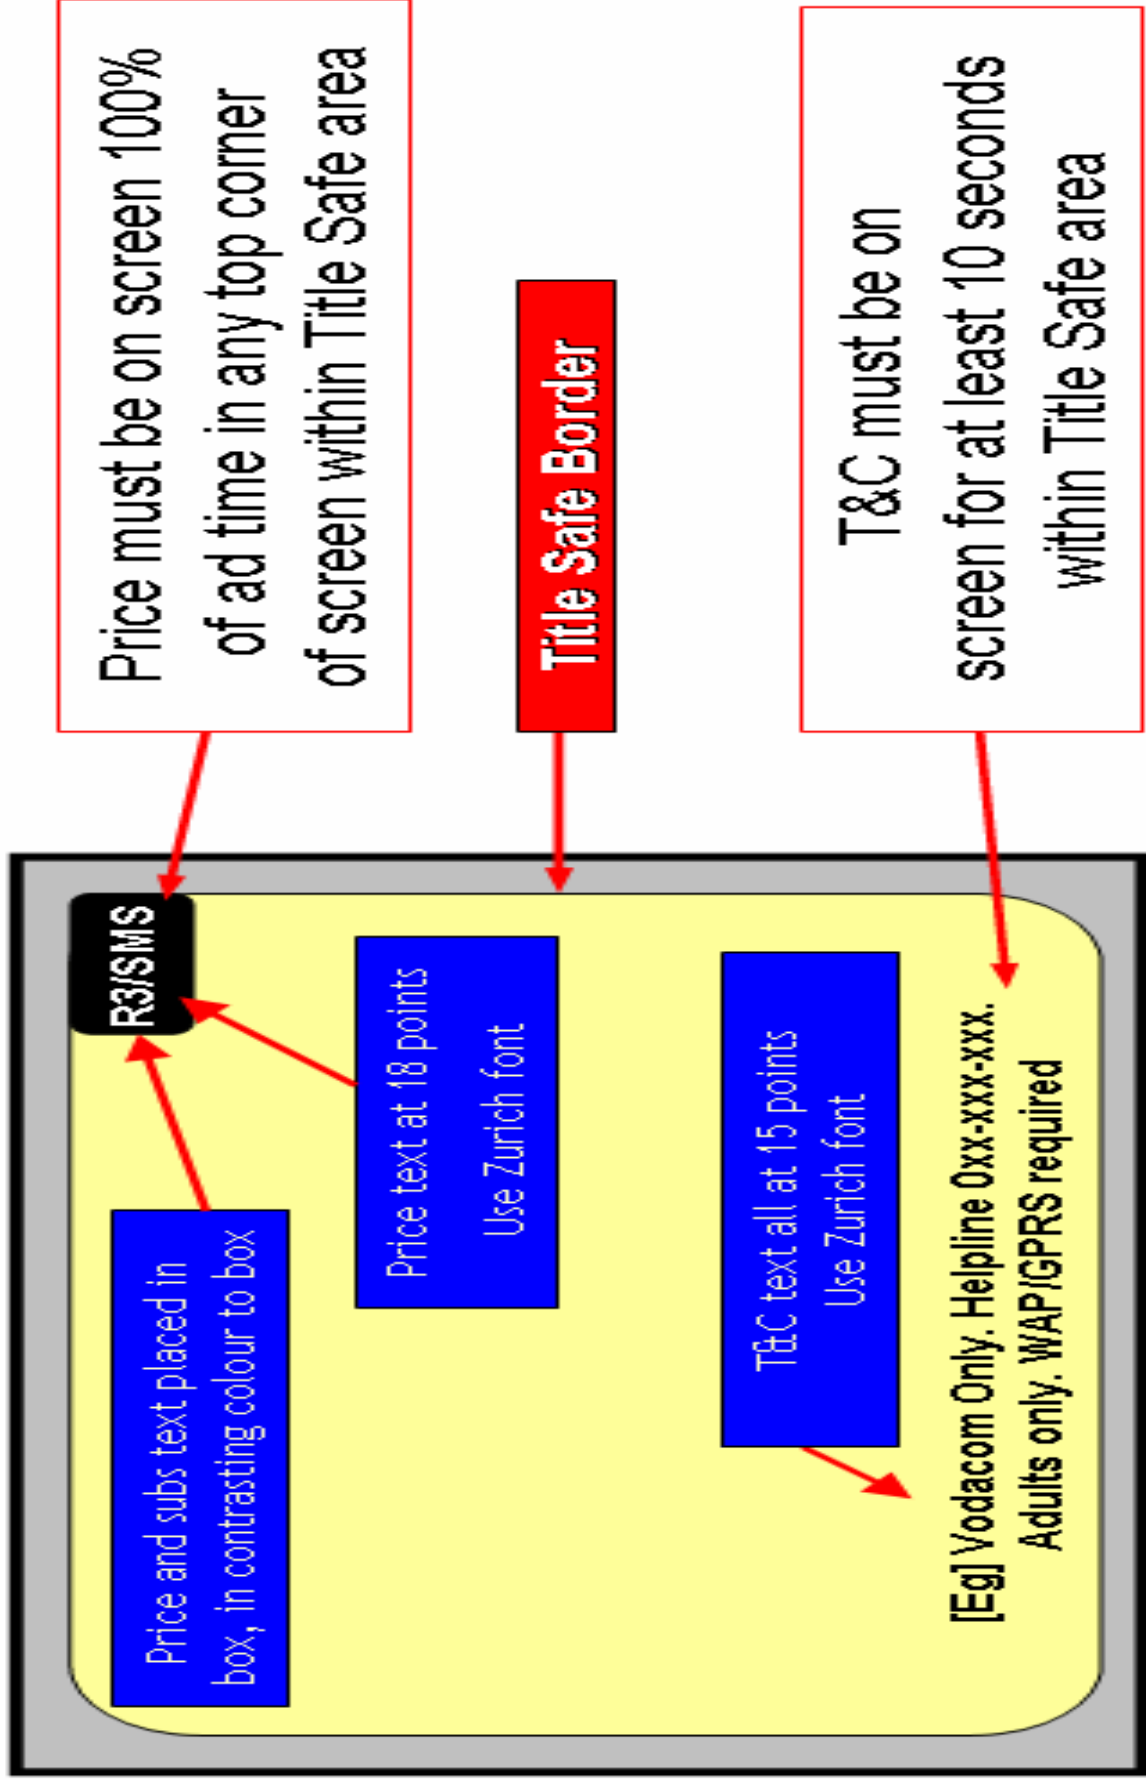 Price and subs text placed in
box, in contrasting colour to box
R3/SMS
Price must be on screen 100%
of ad time in any top corner
of screen within Title Safe area
Price text at 18 points
Use Zurich font
Title Safe Border
T&C text all at 15 points
Use Zurich font
[Eg] Vodacom Only. Helpline 0xx-xxx-xxx.
Adults only. WAP/GPRS required
T&C must be on
screen for at least 10 seconds
within Title Safe area